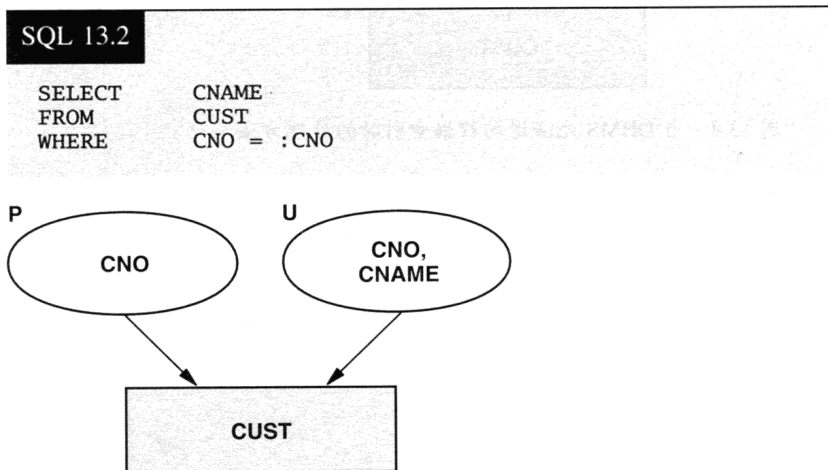 SQL 13.2
SELECT CNAME
FROM CUST
WHERE CNO = :CNO
P
U
CNO
CNO,
CNAME
CUST